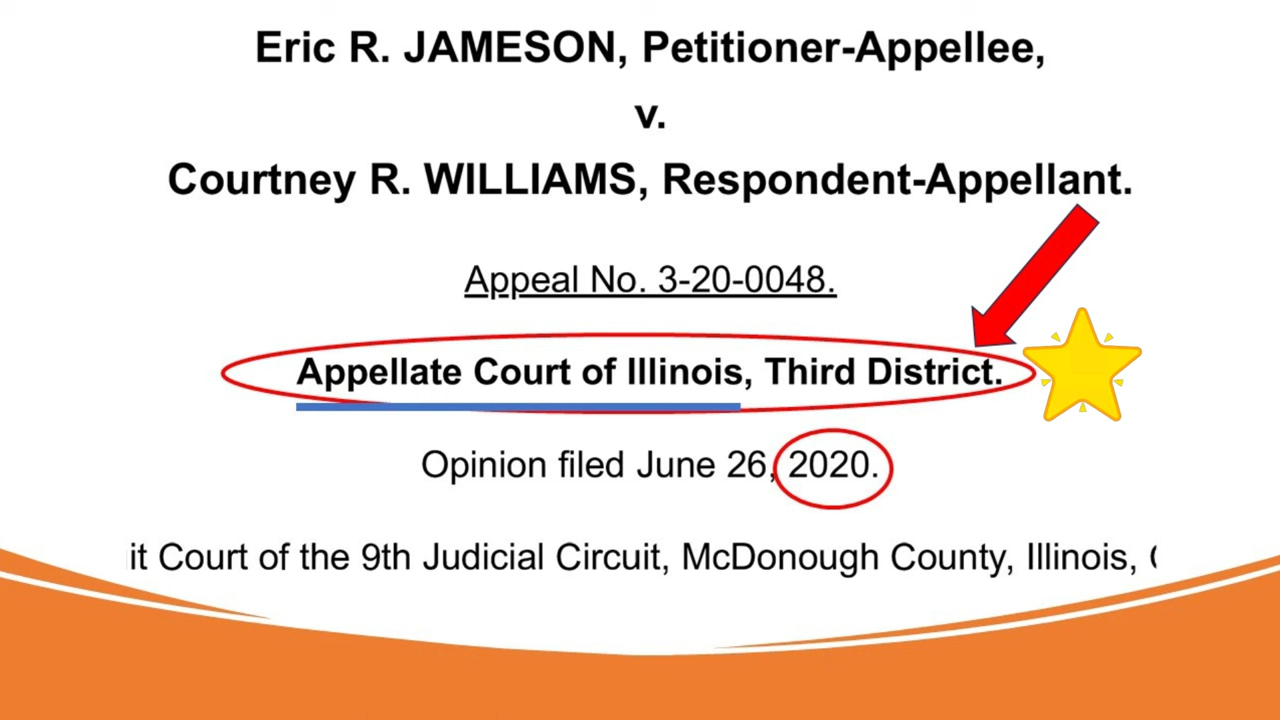 Eric R. JAMESON, Petitioner-Appellee,
v.
Courtney R. WILLIAMS, Respondent-Appellant.
Appeal No. 3-20-0048.
Appellate Court of Illinois, Third District.
Opinion filed June 26, 2020.
it Court of the 9th Judicial Circuit, McDonough County, Illinois,